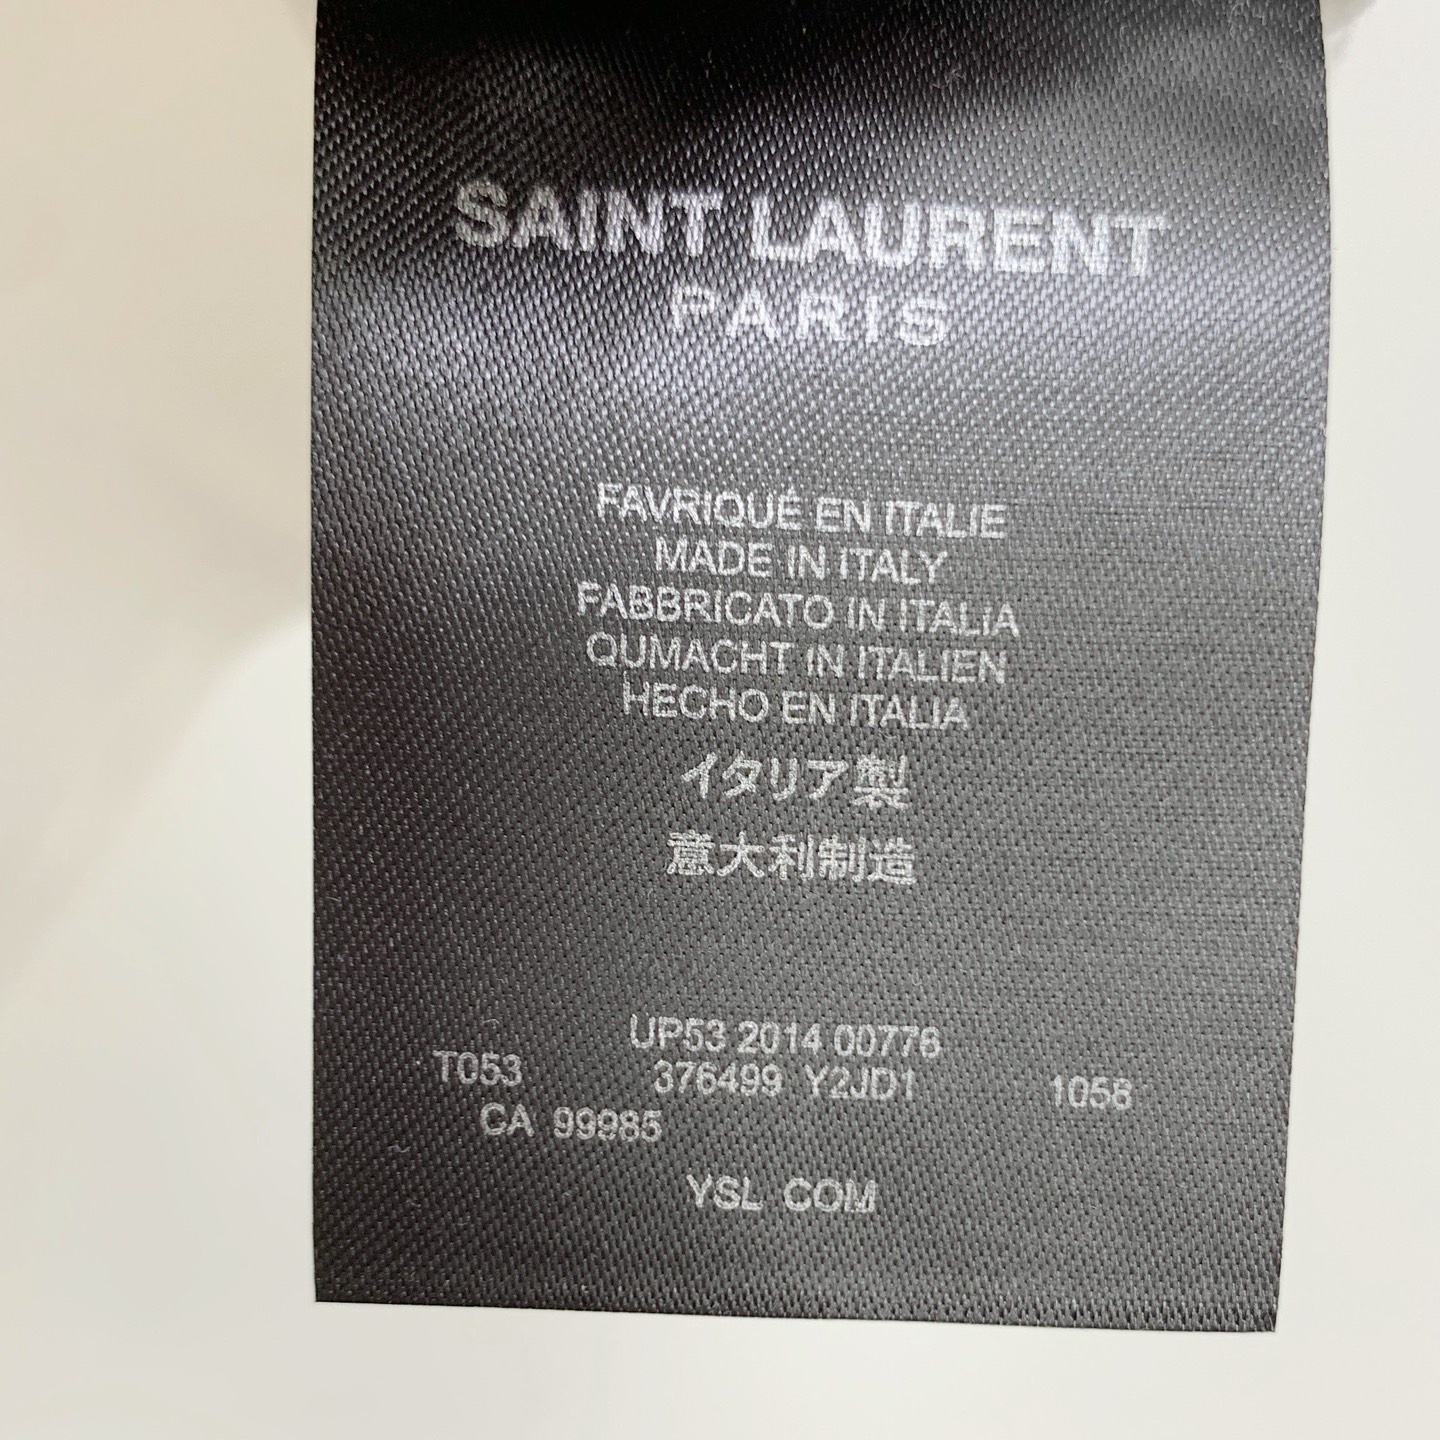 SAINT LAURENT
PARIS
FAVRIQUÉ EN ITALIE
MADE IN ITALY
FABBRICATO IN ITALIA
QUMACHT IN ITALIEN
HECHO EN ITALIA
イタリア製
意大利制造
UP53 2014 00776
T053 376499 Y2JD1 1056
CA 99985
YSL COM